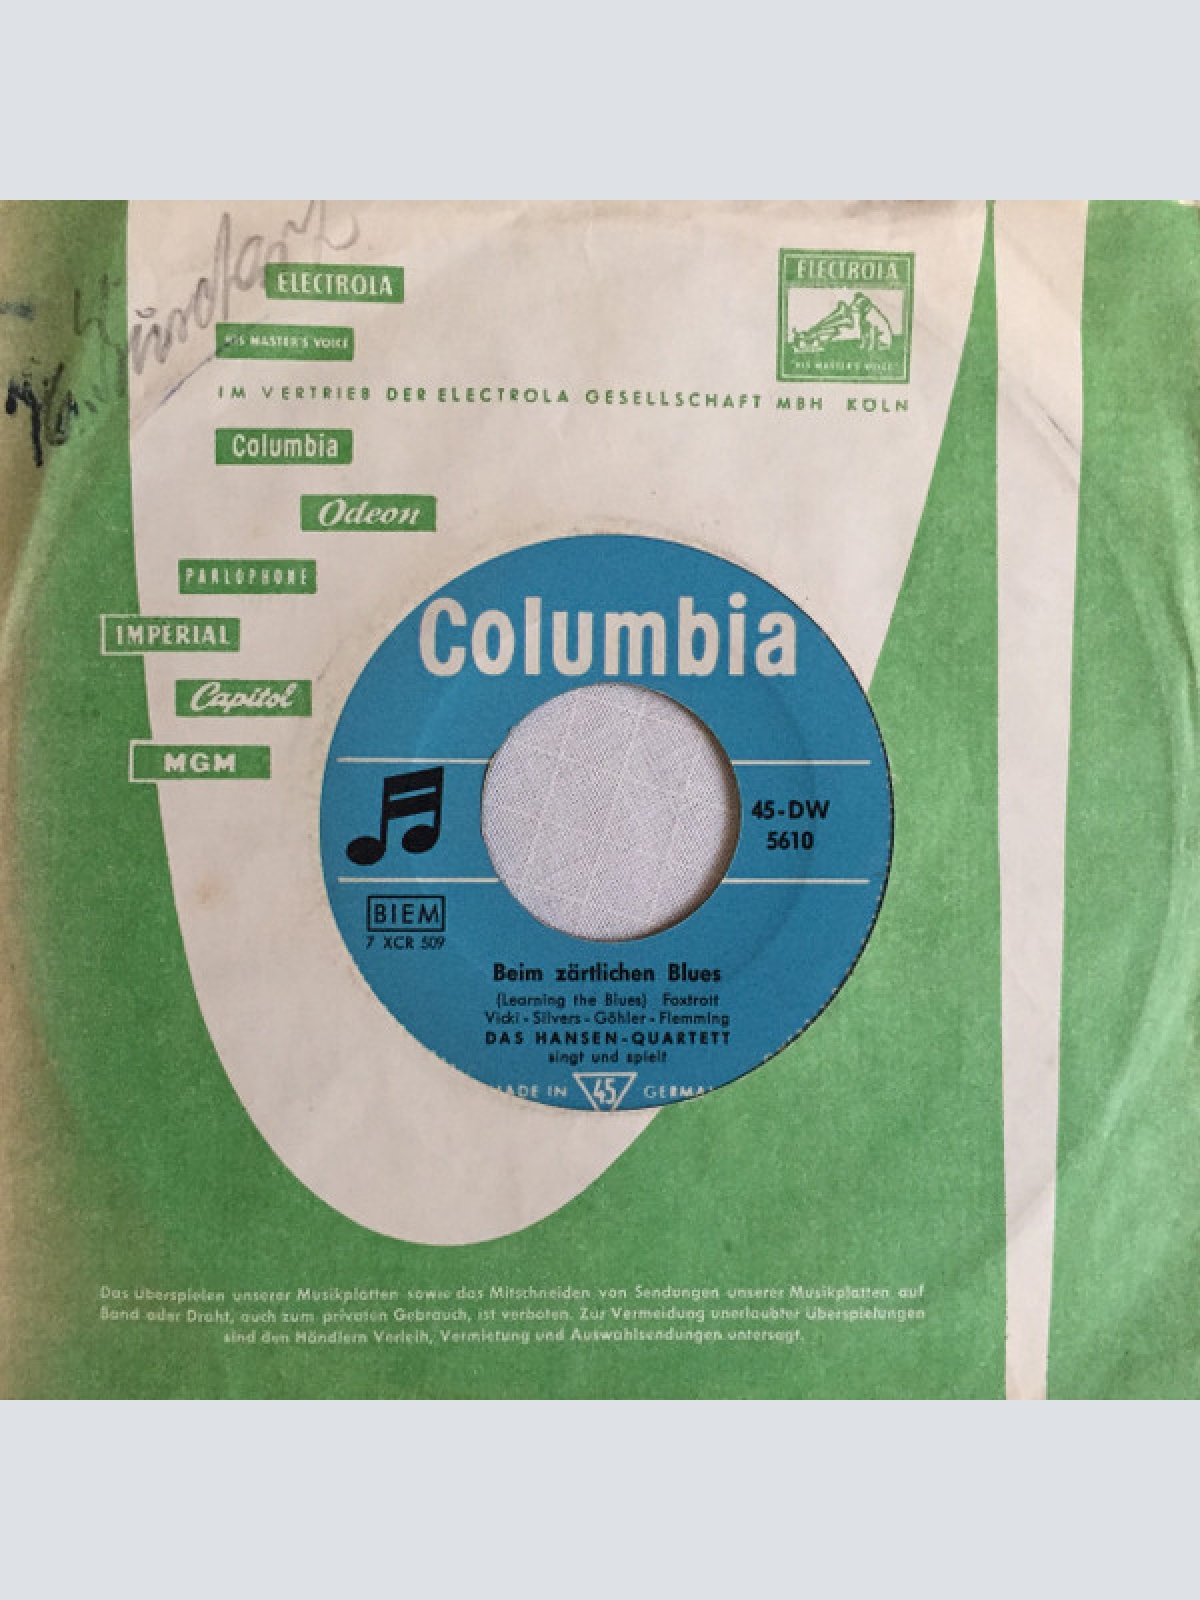 ELECTROLA
HIS MASTER'S VOICE
ELECTROLA
"HIS MASTER'S VOICE"
IM VERTRIEB DER ELECTROLA GESELLSCHAFT MBH KÖLN
Columbia
Odeon
PARLOPHONE
IMPERIAL
Capitol
MGM
Columbia
45-DW
5610
BIEM
7 XCR 509
Beim zärtlichen Blues
(Learning the Blues) Foxtrott
Vicki - Silvers - Göhler - Flemming
DAS HANSEN-QUARTETT
singt und spielt
MADE IN 45 GERMA
Das Überspielen unserer Musikplatten sowie das Mitschneiden von Sendungen unserer Musikplatten auf
Band oder Draht, auch zum privaten Gebrauch, ist verboten. Zur Vermeidung unerlaubter Überspielungen
sind den Händlern Verleih, Vermietung und Auswahlsendungen untersagt.